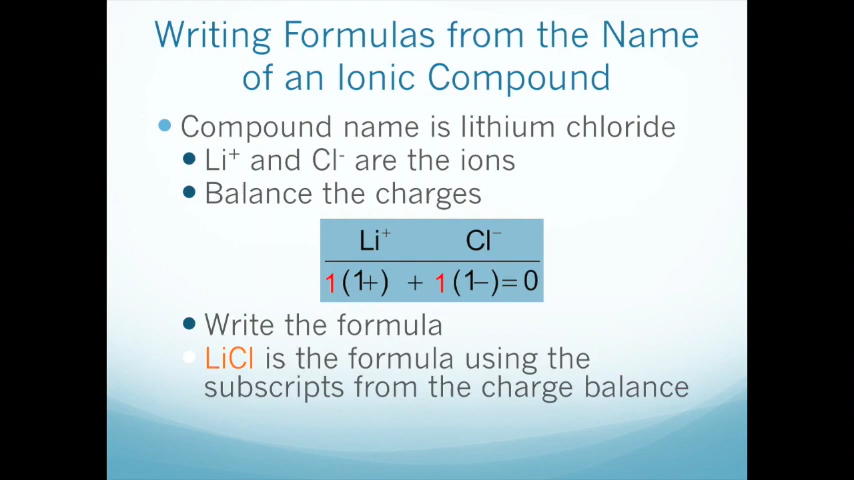 Writing Formulas from the Name
of an Ionic Compound
Compound name is lithium chloride
Li⁺ and Cl⁻ are the ions
Balance the charges
Li⁺ Cl⁻
1(1+) + 1(1−)=0
Write the formula
LiCl is the formula using the
subscripts from the charge balance